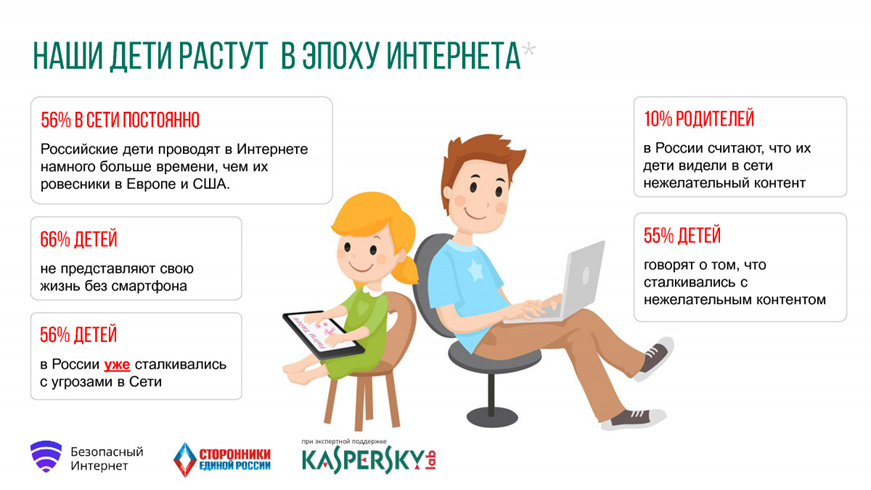 НАШИ ДЕТИ РАСТУТ В ЭПОХУ ИНТЕРНЕТА*
56% В СЕТИ ПОСТОЯННО
Российские дети проводят в Интернете
намного больше времени, чем их
ровесники в Европе и США.
66% ДЕТЕЙ
не представляют свою
жизнь без смартфона
56% ДЕТЕЙ
в России уже сталкивались
с угрозами в Сети
10% РОДИТЕЛЕЙ
в России считают, что их
дети видели в сети
нежелательный контент
55% ДЕТЕЙ
говорят о том, что
сталкивались с
нежелательным контентом
Безопасный
Интернет
СТОРОННИКИ
ЕДИНОЙ РОССИИ
при экспертной поддержке
KASPERSKY lab